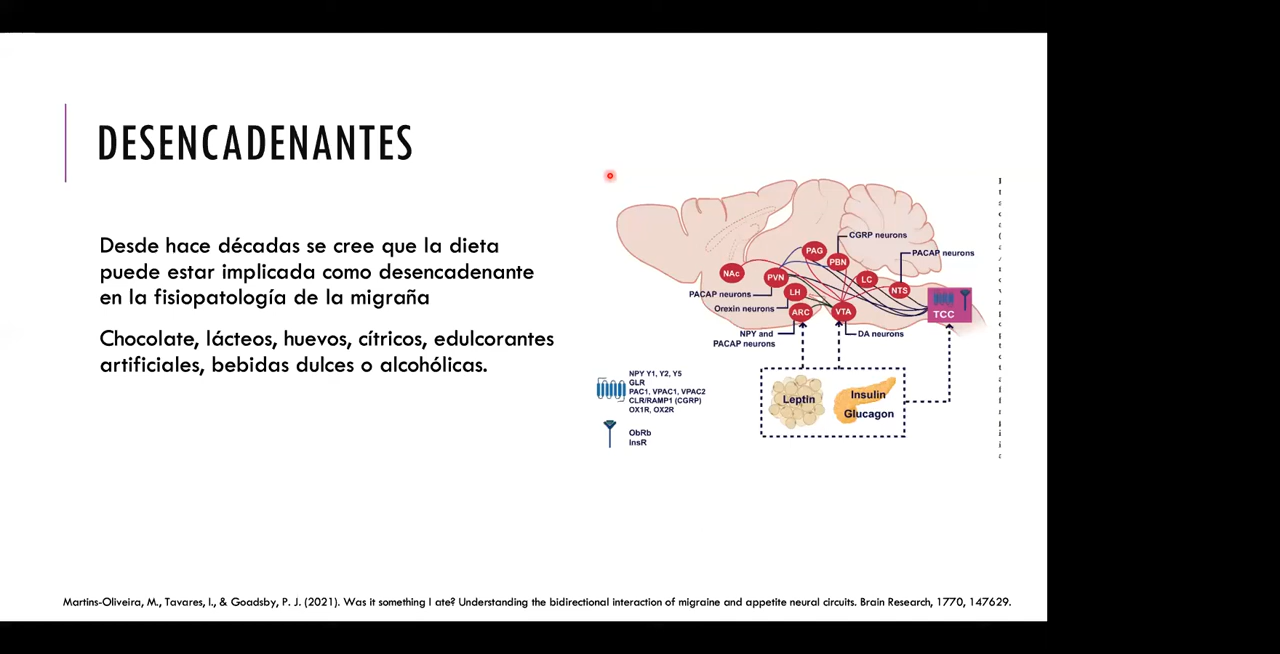 DESENCADENANTES
Desde hace décadas se cree que la dieta
puede estar implicada como desencadenante
en la fisiopatología de la migraña
Chocolate, lácteos, huevos, cítricos, edulcorantes
artificiales, bebidas dulces o alcohólicas.
CGRP neurons
PAG
PBN
PACAP neurons
NAc
PVN
LC
LH
NTS
PACAP neurons
Orexin neurons
ARC
VTA
TCC
NPY and
PACAP neurons
DA neurons
NPY Y1, Y2, Y5
GLR
PAC1, VPAC1, VPAC2
CLR/RAMP1 (CGRP)
OX1R, OX2R
ObRb
InsR
Leptin
Insulin
Glucagon
Martins-Oliveira, M., Tavares, I., & Goadsby, P. J. (2021). Was it something I ate? Understanding the bidirectional interaction of migraine and appetite neural circuits. Brain Research, 1770, 147629.